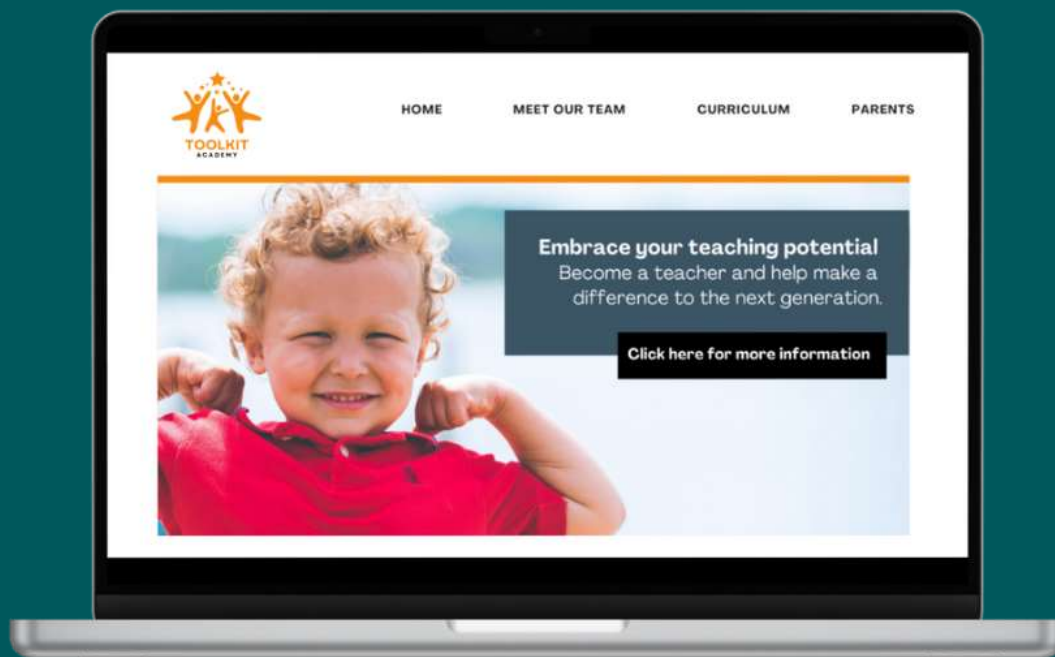 TOOLKIT
ACADEMY
HOME MEET OUR TEAM CURRICULUM PARENTS
Embrace your teaching potential
Become a teacher and help make a
difference to the next generation.
Click here for more information